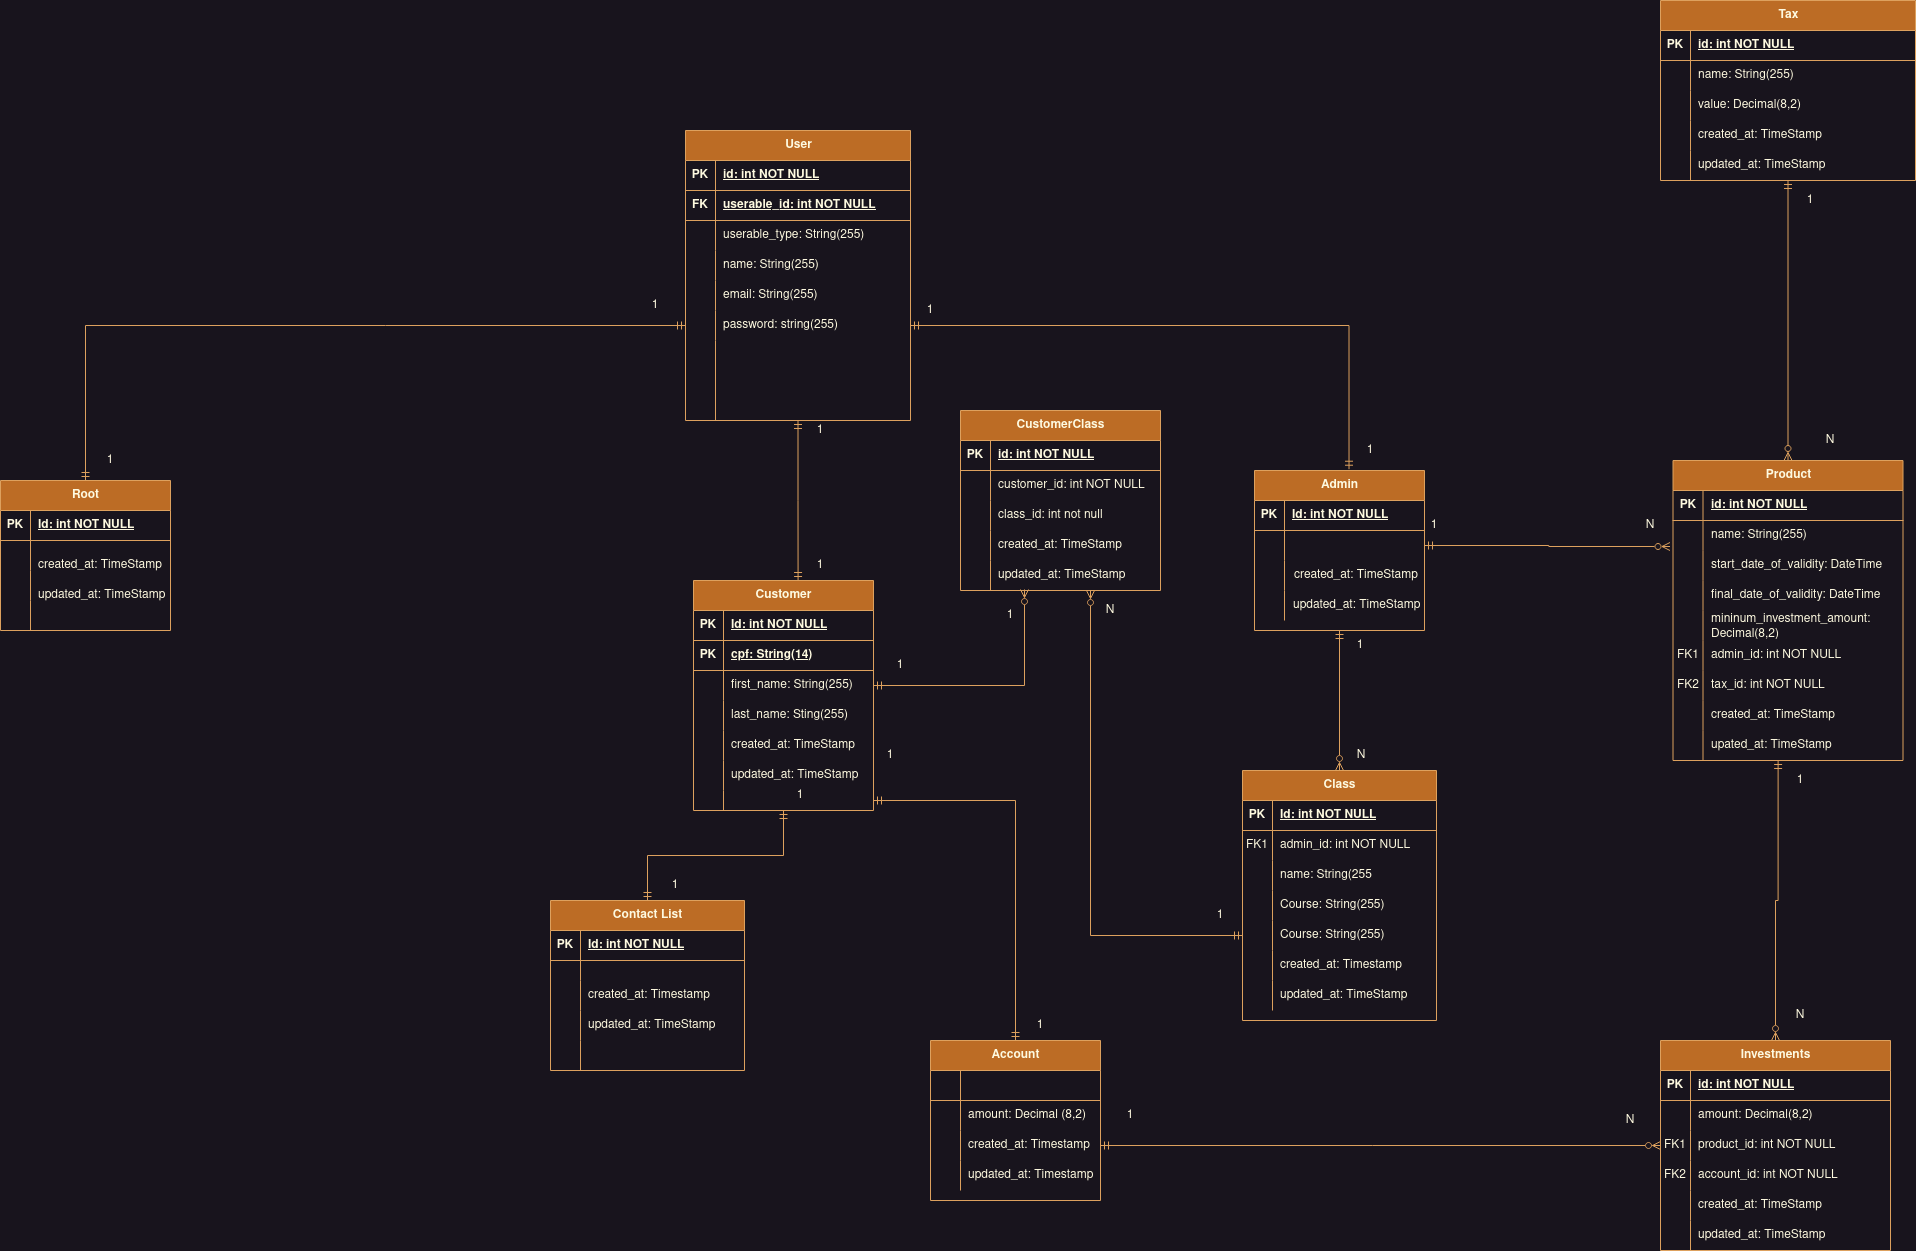 Tax
PK id: int NOT NULL
name: String(255)
value: Decimal(8,2)
created_at: TimeStamp
updated_at: TimeStamp
1
User
PK id: int NOT NULL
FK userable_id: int NOT NULL
userable_type: String(255)
name: String(255)
email: String(255)
password: string(255)
1
1
1
1
Root
PK Id: int NOT NULL
created_at: TimeStamp
updated_at: TimeStamp
CustomerClass
PK id: int NOT NULL
customer_id: int NOT NULL
class_id: int not null
created_at: TimeStamp
updated_at: TimeStamp
1
N
1
Admin
PK Id: int NOT NULL
created_at: TimeStamp
updated_at: TimeStamp
1
N
1
N
Product
PK id: int NOT NULL
name: String(255)
start_date_of_validity: DateTime
final_date_of_validity: DateTime
mininum_investment_amount:
Decimal(8,2)
FK1 admin_id: int NOT NULL
FK2 tax_id: int NOT NULL
created_at: TimeStamp
upated_at: TimeStamp
1
1
Customer
PK Id: int NOT NULL
PK cpf: String(14)
first_name: String(255)
last_name: Sting(255)
created_at: TimeStamp
updated_at: TimeStamp
1
1
1
N
Class
PK Id: int NOT NULL
FK1 admin_id: int NOT NULL
name: String(255
Course: String(255)
Course: String(255)
created_at: Timestamp
updated_at: TimeStamp
1
1
Contact List
PK Id: int NOT NULL
created_at: Timestamp
updated_at: TimeStamp
1
Account
amount: Decimal (8,2)
created_at: Timestamp
updated_at: Timestamp
1
N
N
Investments
PK id: int NOT NULL
amount: Decimal(8,2)
FK1 product_id: int NOT NULL
FK2 account_id: int NOT NULL
created_at: TimeStamp
updated_at: TimeStamp